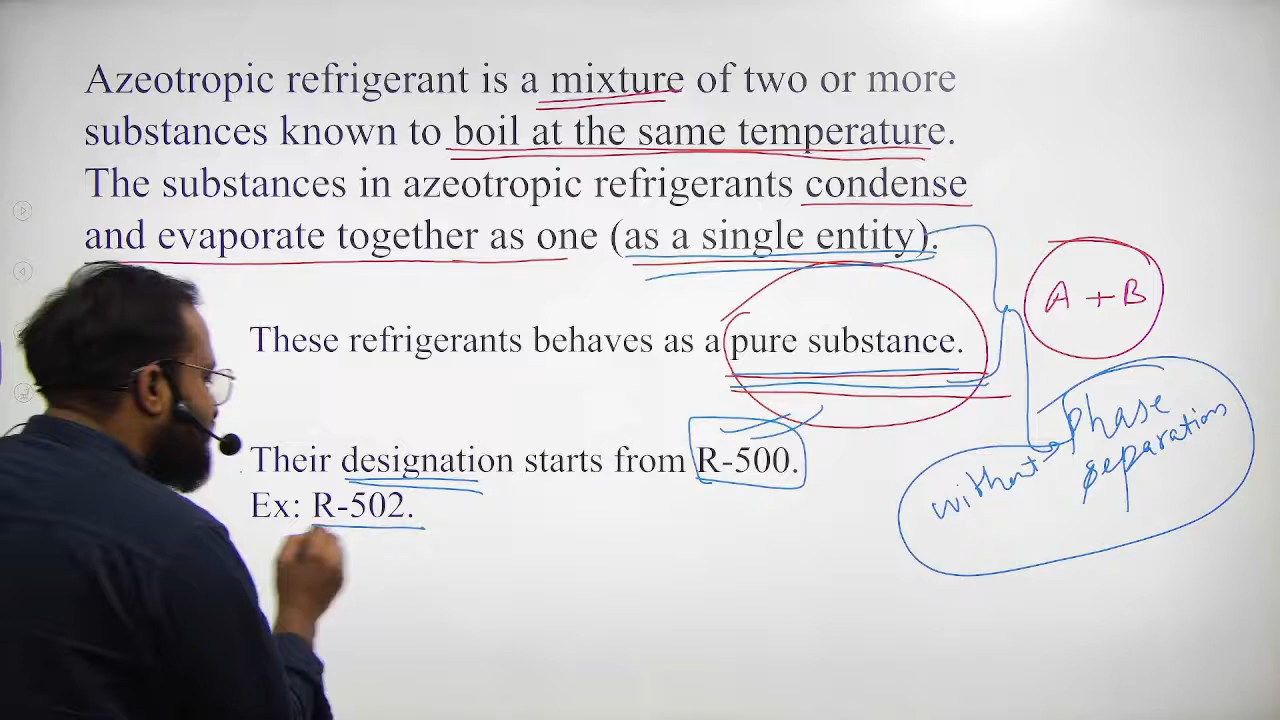 Azeotropic refrigerant is a mixture of two or more
substances known to boil at the same temperature.
The substances in azeotropic refrigerants condense
and evaporate together as one (as a single entity).
A + B
These refrigerants behaves as a pure substance.
without phase
separation
Their designation starts from R-500.
Ex: R-502.